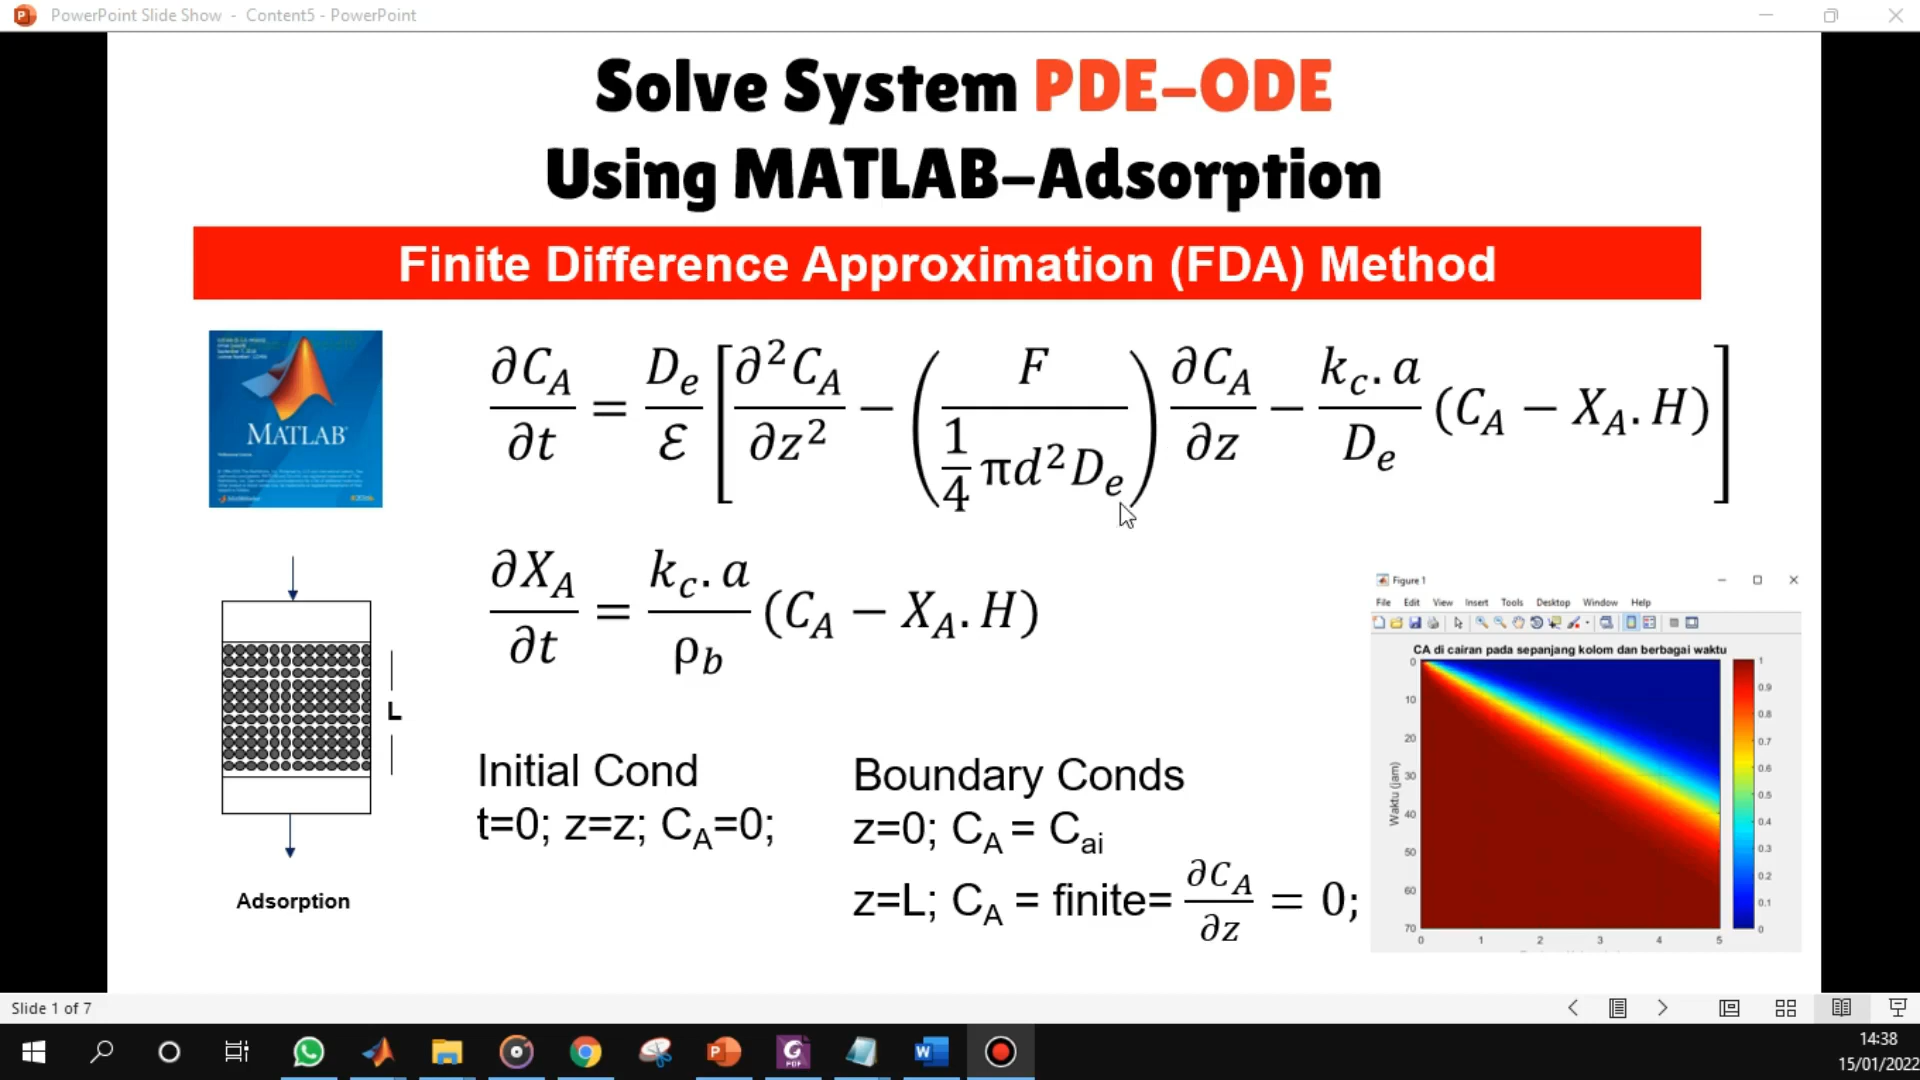 PowerPoint Slide Show - Content5 - PowerPoint
Solve System PDE-ODE
Using MATLAB-Adsorption
Finite Difference Approximation (FDA) Method
MATLAB
∂C_A/∂t = D_e/ε [∂²C_A/∂z² − (F / (1/4 πd²D_e)) ∂C_A/∂z − k_c.a/D_e (C_A − X_A.H)]
∂X_A/∂t = k_c.a/ρ_b (C_A − X_A.H)
L
Adsorption
Initial Cond
t=0; z=z; C_A=0;
Boundary Conds
z=0; C_A = C_ai
z=L; C_A = finite= ∂C_A/∂z = 0;
Figure 1
File Edit View Insert Tools Desktop Window Help
CA di cairan pada sepanjang kolom dan berbagai waktu
Waktu (jam)
0
10
20
30
40
50
60
70
0 1 2 3 4 5
1
0.9
0.8
0.7
0.6
0.5
0.4
0.3
0.2
0.1
0
Slide 1 of 7
14:38
15/01/2022